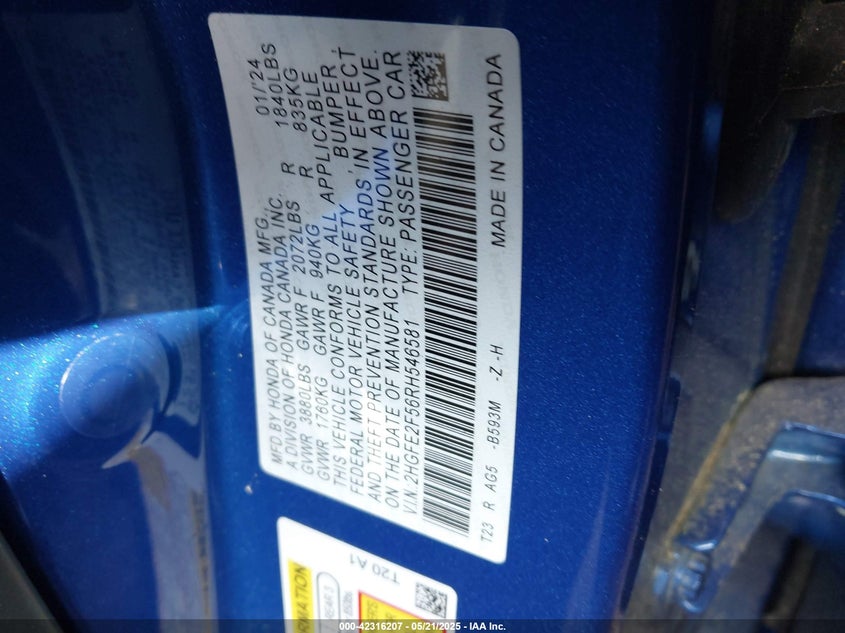 MFD.BY HONDA OF CANADA MFG., 01/'24
A DIVISION OF HONDA CANADA INC.
GVWR 3880LBS GAWR F 2072LBS R 1840LBS
GVWR 1760KG GAWR F 940KG R 835KG
THIS VEHICLE CONFORMS TO ALL APPLICABLE
FEDERAL MOTOR VEHICLE SAFETY , BUMPER ,
AND THEFT PREVENTION STANDARDS IN EFFECT
ON THE DATE OF MANUFACTURE SHOWN ABOVE.
V.I.N.:2HGFE2F56RH546581 TYPE: PASSENGER CAR
T23 R AG5 -B593M -Z -H MADE IN CANADA
T20 A1
000-42316207 - 05/21/2025 - IAA Inc.